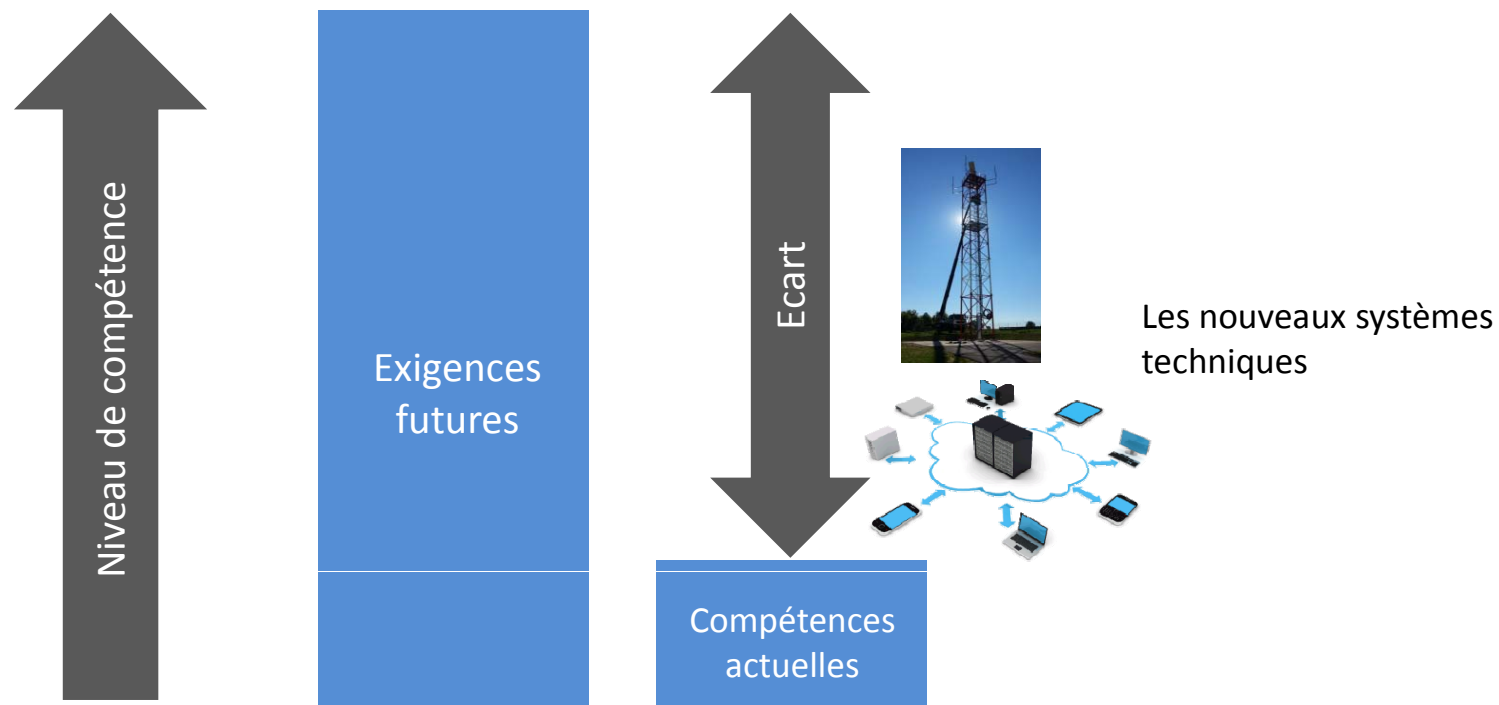 Niveau de compétence
Exigences
futures
Ecart
Compétences
actuelles
Les nouveaux systèmes
techniques